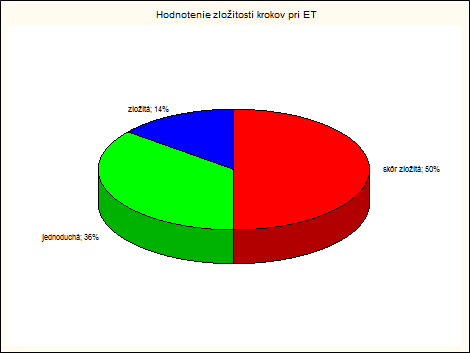 Hodnotenie zložitosti krokov pri ET
zložitá; 14%
skôr zložitá; 50%
jednoduchá; 36%